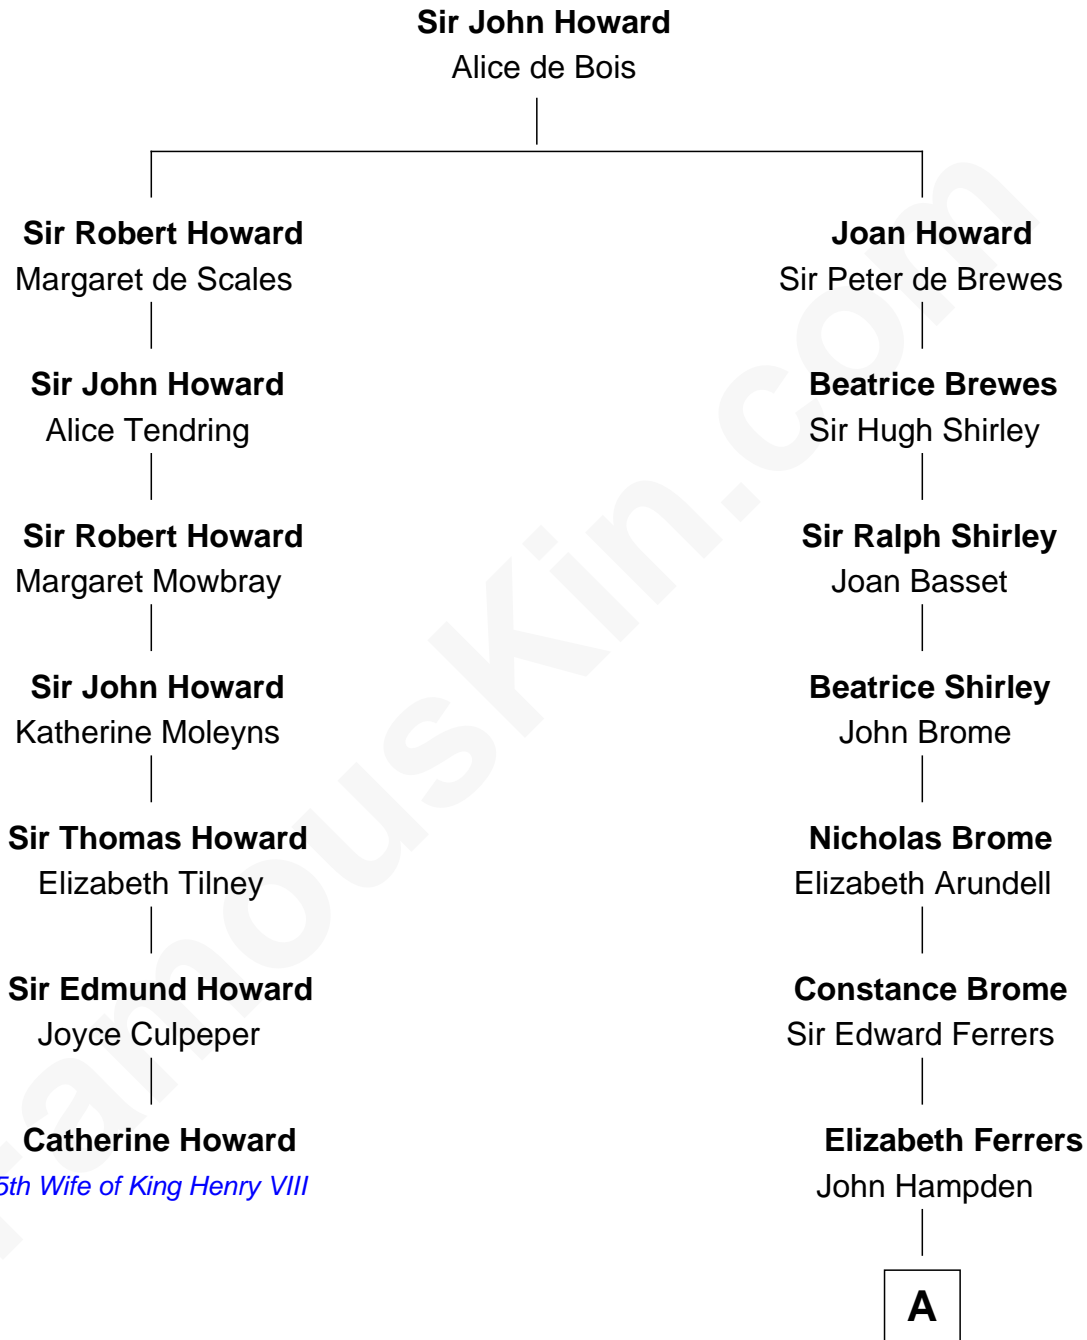 Sir John Howard
Alice de Bois
Sir Robert Howard
Margaret de Scales
Sir John Howard
Alice Tendring
Sir Robert Howard
Margaret Mowbray
Sir John Howard
Katherine Moleyns
Sir Thomas Howard
Elizabeth Tilney
Sir Edmund Howard
Joyce Culpeper
Catherine Howard
5th Wife of King Henry VIII
Joan Howard
Sir Peter de Brewes
Beatrice Brewes
Sir Hugh Shirley
Sir Ralph Shirley
Joan Basset
Beatrice Shirley
John Brome
Nicholas Brome
Elizabeth Arundell
Constance Brome
Sir Edward Ferrers
Elizabeth Ferrers
John Hampden
A
FamousKin.com